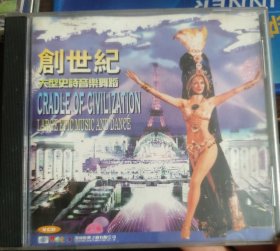 創世紀
大型史詩音樂舞蹈
CRADLE OF CIVILIZATION
LARGE EPIC MUSIC AND DANCE
VCD